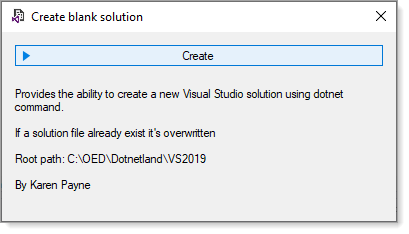 Create blank solution
Create
Provides the ability to create a new Visual Studio solution using dotnet
command.
If a solution file already exist it's overwritten
Root path: C:\OED\Dotnetland\VS2019
By Karen Payne